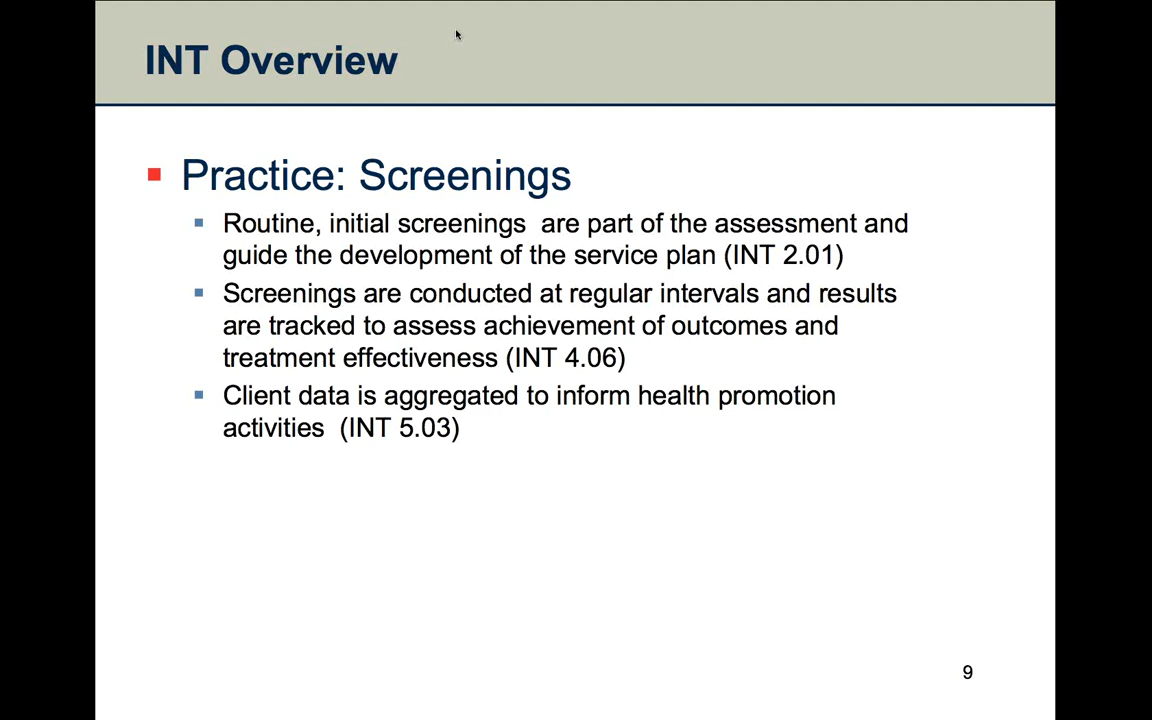 INT Overview
Practice: Screenings
Routine, initial screenings  are part of the assessment and
guide the development of the service plan (INT 2.01)
Screenings are conducted at regular intervals and results
are tracked to assess achievement of outcomes and
treatment effectiveness (INT 4.06)
Client data is aggregated to inform health promotion
activities  (INT 5.03)
9